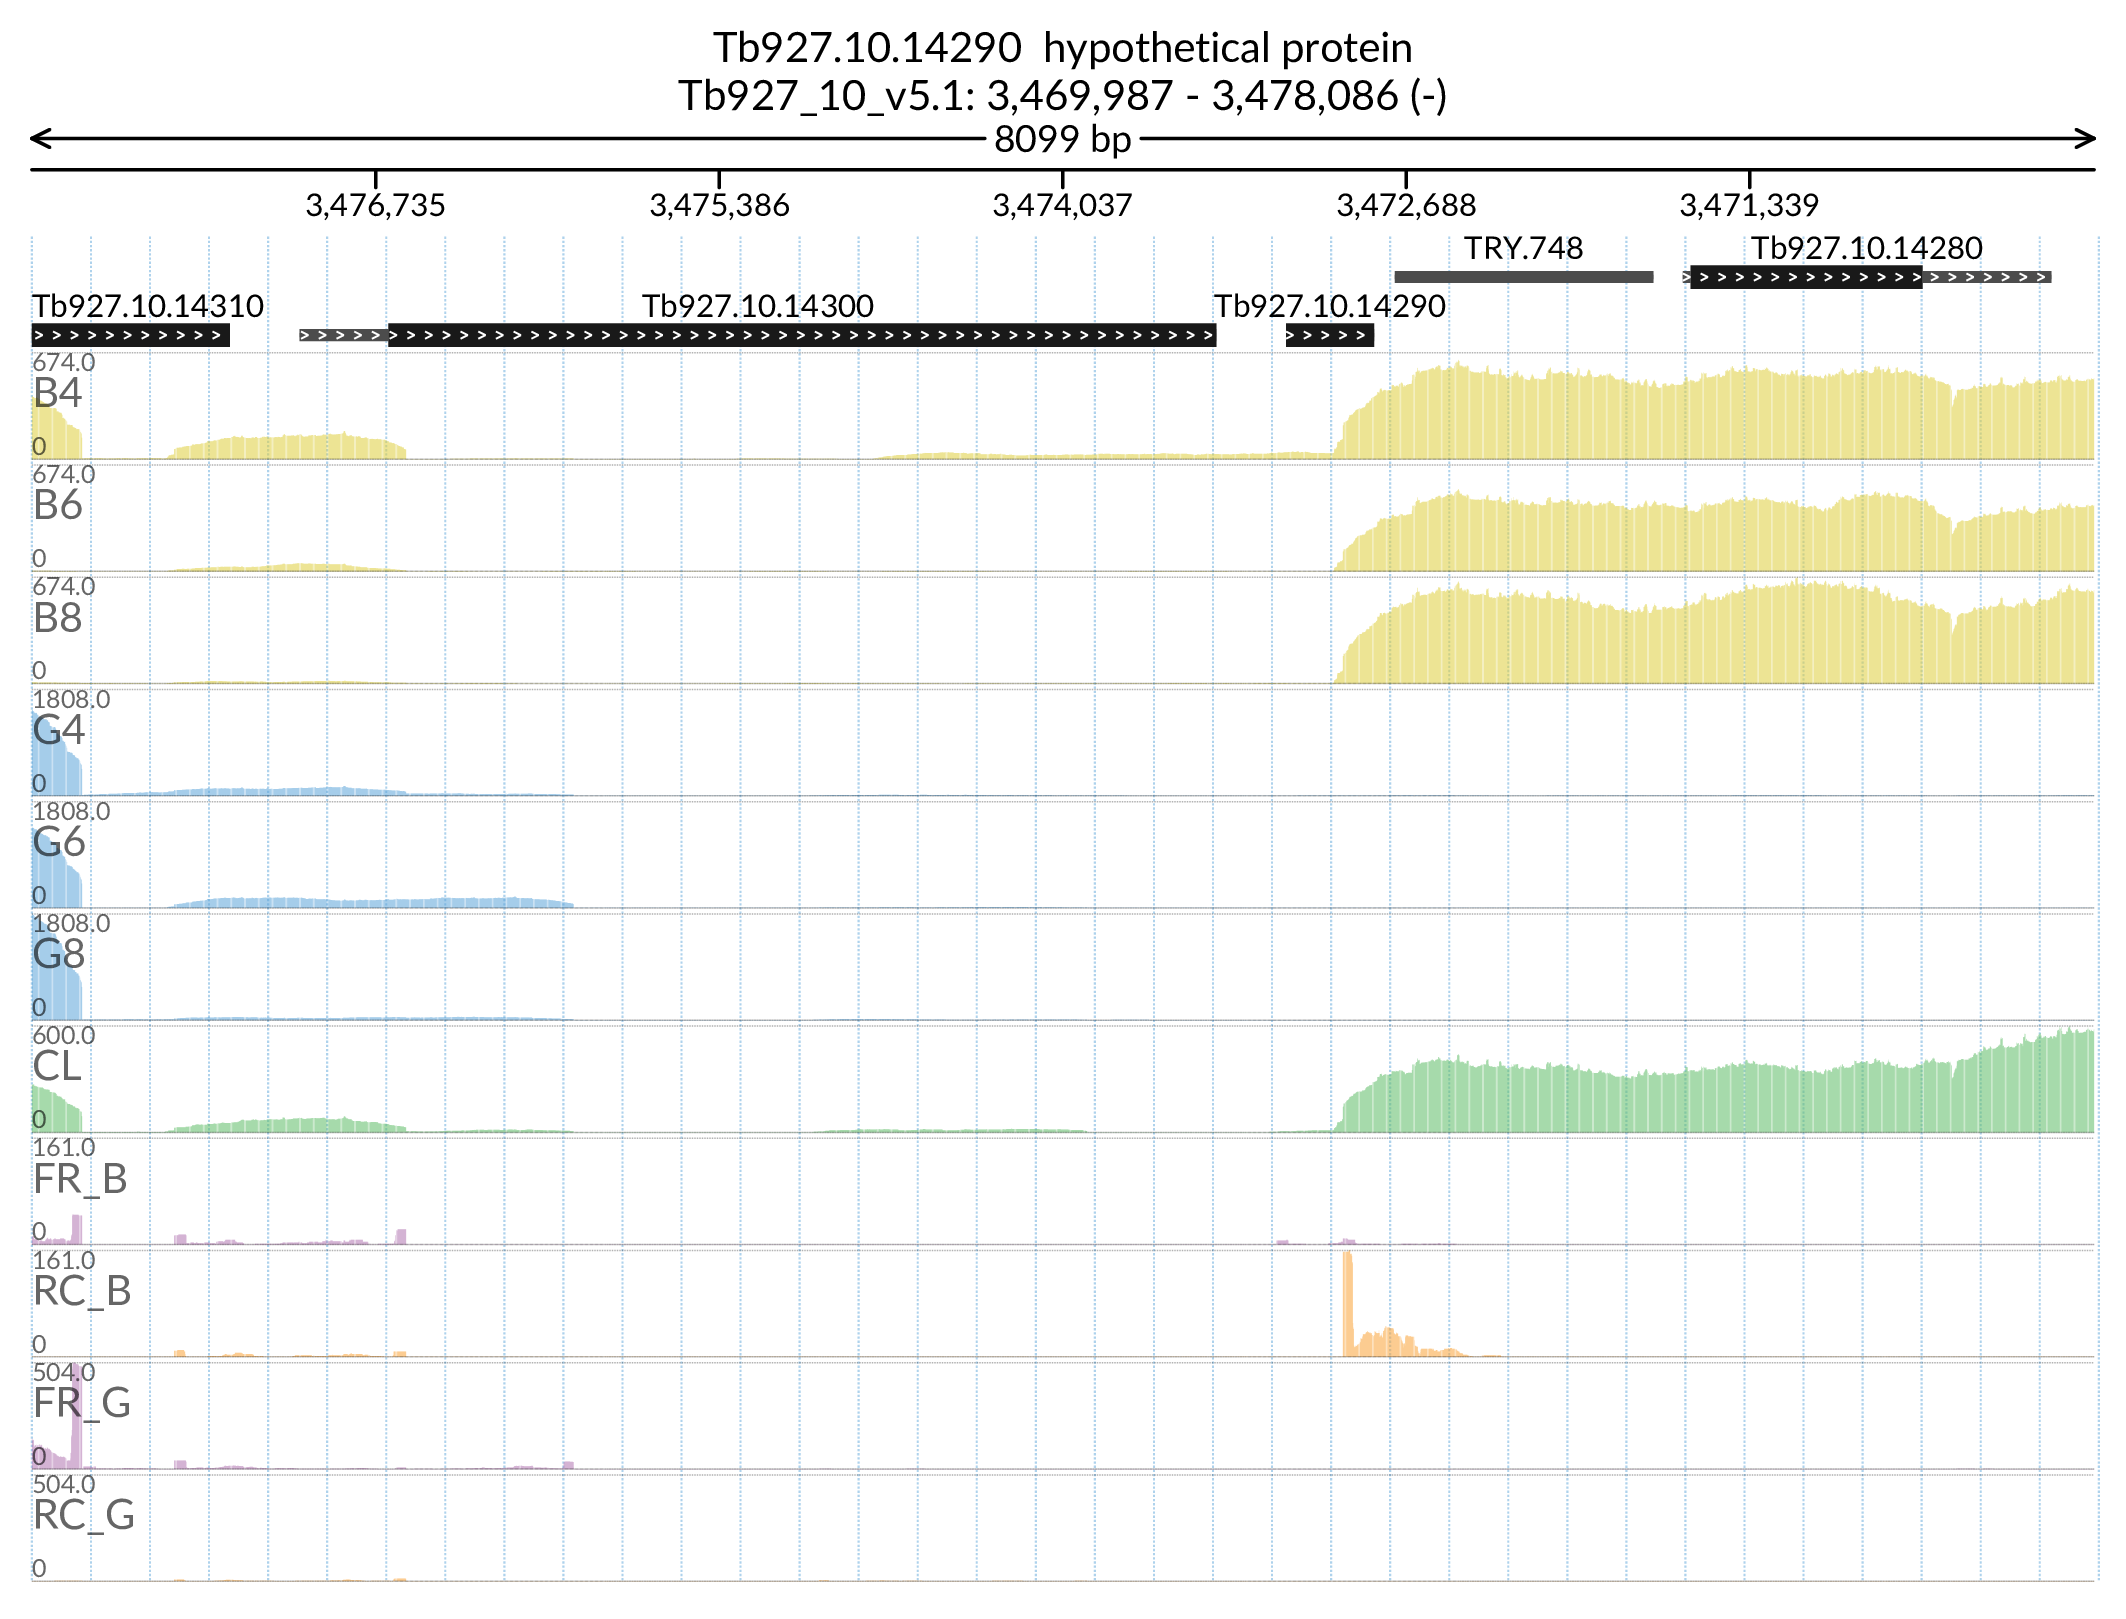 Tb927.10.14290  hypothetical protein
Tb927_10_v5.1: 3,469,987 - 3,478,086 (-)
8099 bp
3,476,735 3,475,386 3,474,037 3,472,688 3,471,339
TRY.748 Tb927.10.14280
Tb927.10.14310 Tb927.10.14300 Tb927.10.14290
674.0
B4
0
674.0
B6
0
674.0
B8
0
1808.0
G4
0
1808.0
G6
0
1808.0
G8
0
600.0
CL
0
161.0
FR_B
0
161.0
RC_B
0
504.0
FR_G
0
504.0
RC_G
0